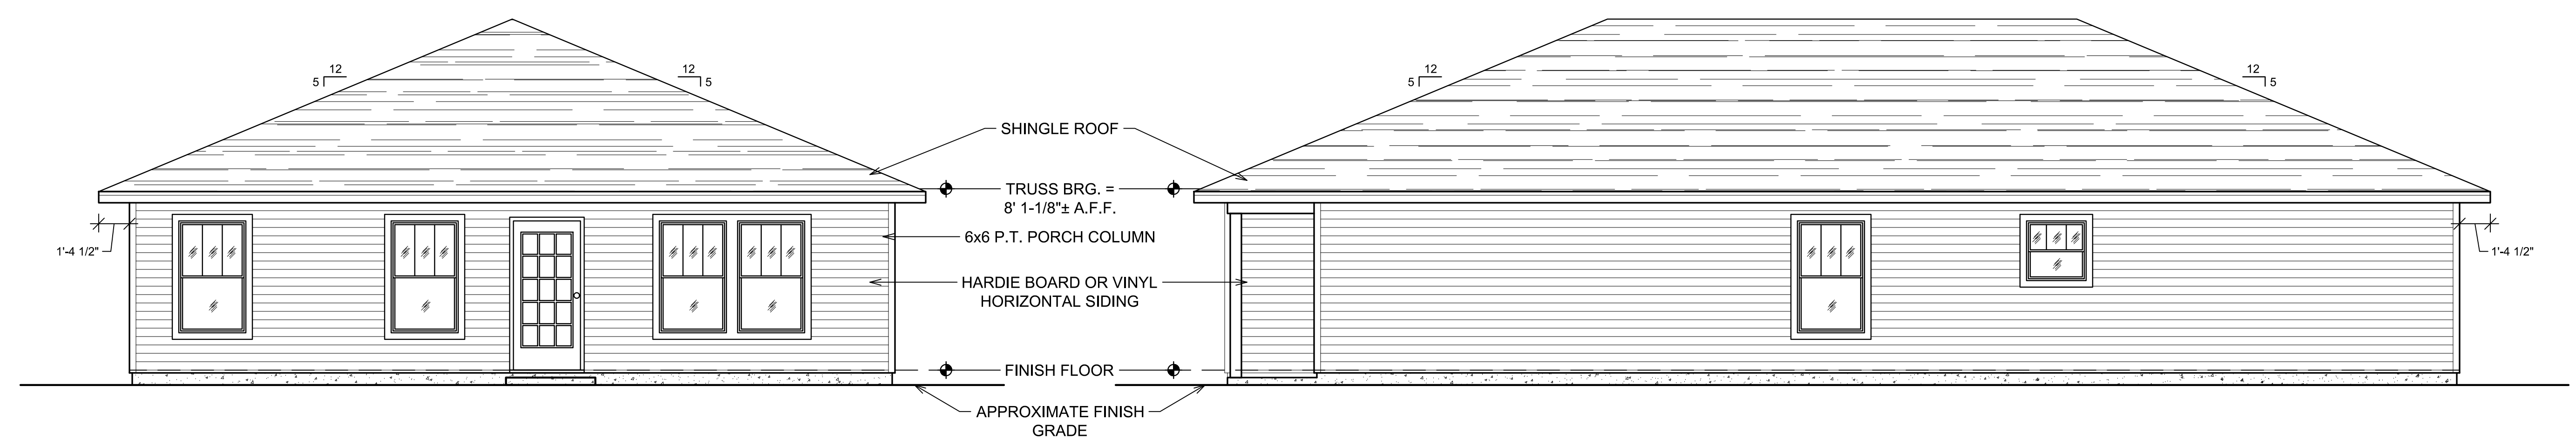 12
5
12
5
12
5
12
5
SHINGLE ROOF
TRUSS BRG. =
8' 1-1/8"± A.F.F.
6x6 P.T. PORCH COLUMN
1'-4 1/2"
1'-4 1/2"
HARDIE BOARD OR VINYL
HORIZONTAL SIDING
FINISH FLOOR
APPROXIMATE FINISH
GRADE